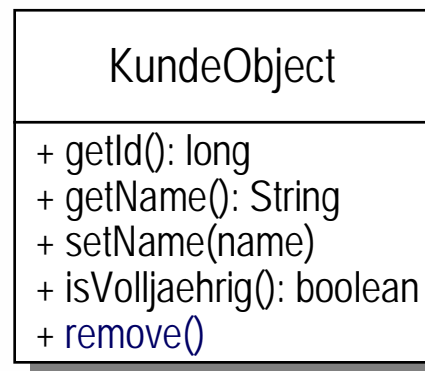 KundeObject
+ getId(): long
+ getName(): String
+ setName(name)
+ isVolljaehrig(): boolean
+ remove()